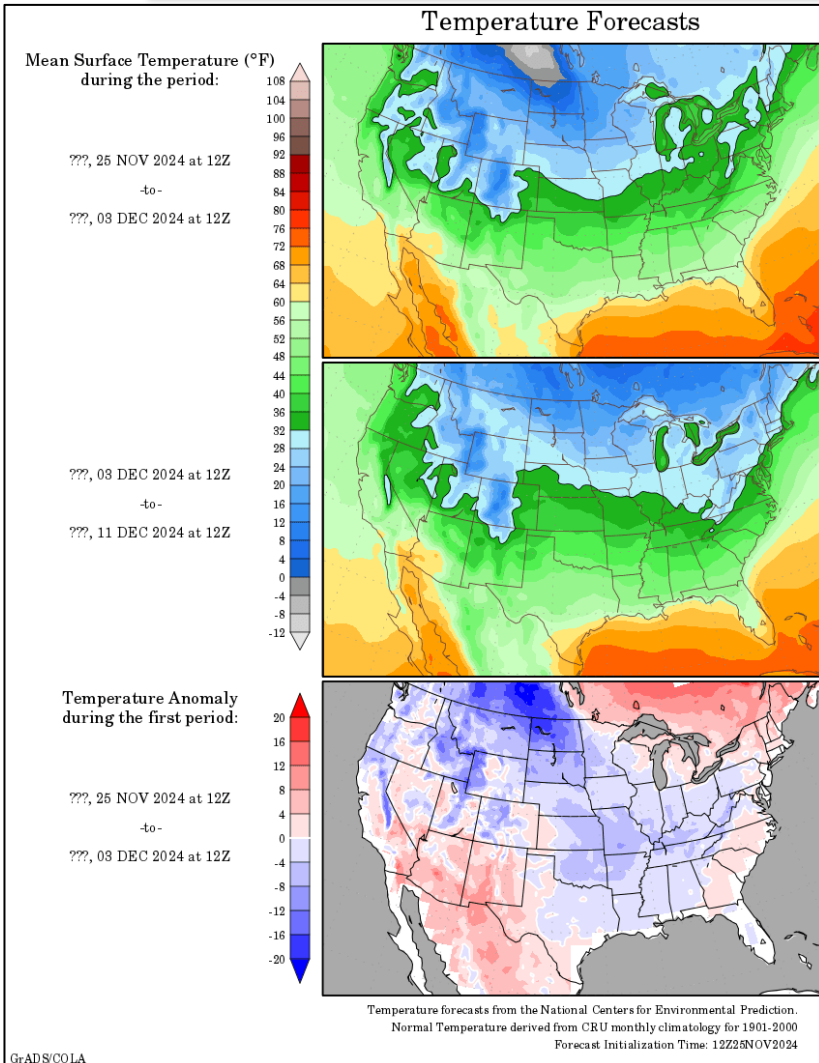 Temperature Forecasts
Mean Surface Temperature (°F)
during the period:
???, 25 NOV 2024 at 12Z
-to-
???, 03 DEC 2024 at 12Z
108
104
100
96
92
88
84
80
76
72
68
64
60
56
52
48
44
40
36
32
28
24
20
16
12
8
4
0
-4
-8
-12
???, 03 DEC 2024 at 12Z
-to-
???, 11 DEC 2024 at 12Z
Temperature Anomaly
during the first period:
???, 25 NOV 2024 at 12Z
-to-
???, 03 DEC 2024 at 12Z
20
16
12
8
4
0
-4
-8
-12
-16
-20
Temperature forecasts from the National Centers for Environmental Prediction.
Normal Temperature derived from CRU monthly climatology for 1901-2000
Forecast Initialization Time: 12Z25NOV2024
GrADS/COLA